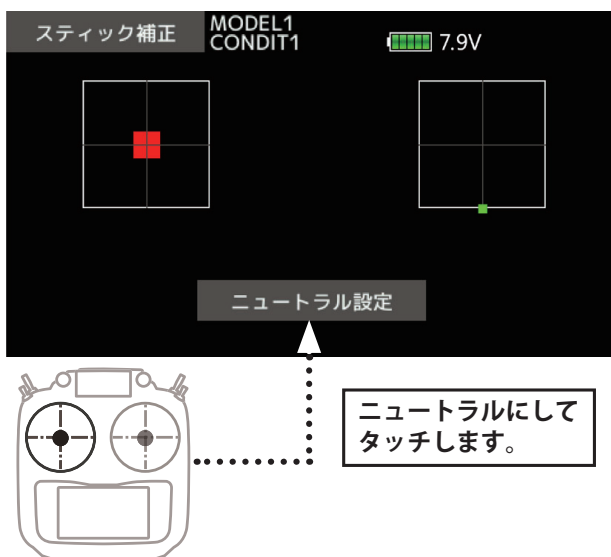 スティック補正
MODEL1
CONDIT1
7.9V
ニュートラル設定
ニュートラルにして
タッチします。